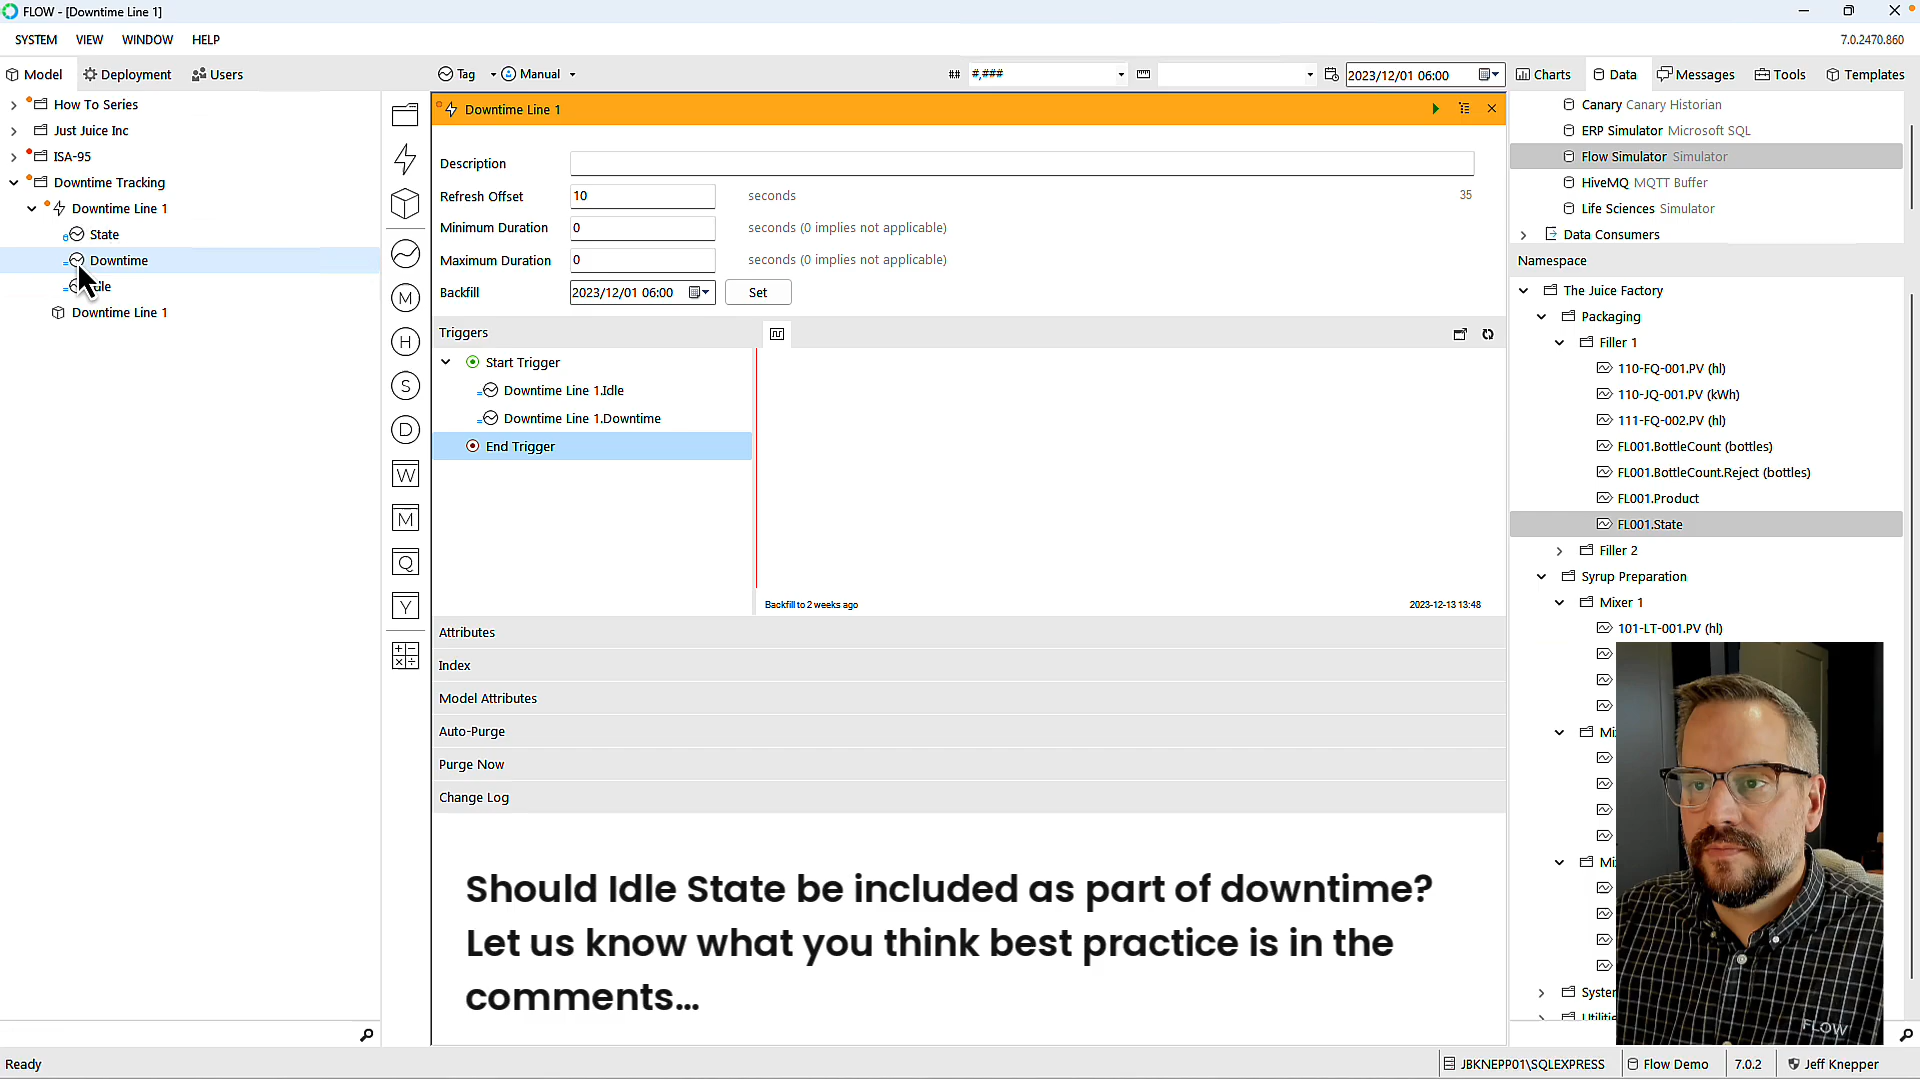 FLOW - [Downtime Line 1]
SYSTEM VIEW WINDOW HELP
7.0.2470.860
Model Deployment Users
Tag Manual
#,###
2023/12/01 06:00
Charts Data Messages Tools Templates
How To Series
Just Juice Inc
ISA-95
Downtime Tracking
Downtime Line 1
State
Downtime
Downtime Line 1
M
H
S
D
W
M
Q
Y
Downtime Line 1
Description
Refresh Offset 10 seconds 35
Minimum Duration 0 seconds (0 implies not applicable)
Maximum Duration 0 seconds (0 implies not applicable)
Backfill 2023/12/01 06:00 Set
Triggers
Start Trigger
Downtime Line 1.Idle
Downtime Line 1.Downtime
End Trigger
Backfill to 2 weeks ago 2023-12-13 13:48
Attributes
Index
Model Attributes
Auto-Purge
Purge Now
Change Log
Should Idle State be included as part of downtime?
Let us know what you think best practice is in the
comments...
Canary Canary Historian
ERP Simulator Microsoft SQL
Flow Simulator Simulator
HiveMQ MQTT Buffer
Life Sciences Simulator
Data Consumers
Namespace
The Juice Factory
Packaging
Filler 1
110-FQ-001.PV (hl)
110-JQ-001.PV (kWh)
111-FQ-002.PV (hl)
FL001.BottleCount (bottles)
FL001.BottleCount.Reject (bottles)
FL001.Product
FL001.State
Filler 2
Syrup Preparation
Mixer 1
101-LT-001.PV (hl)
FLOW
Ready
JBKNEPP01\SQLEXPRESS Flow Demo 7.0.2 Jeff Knepper